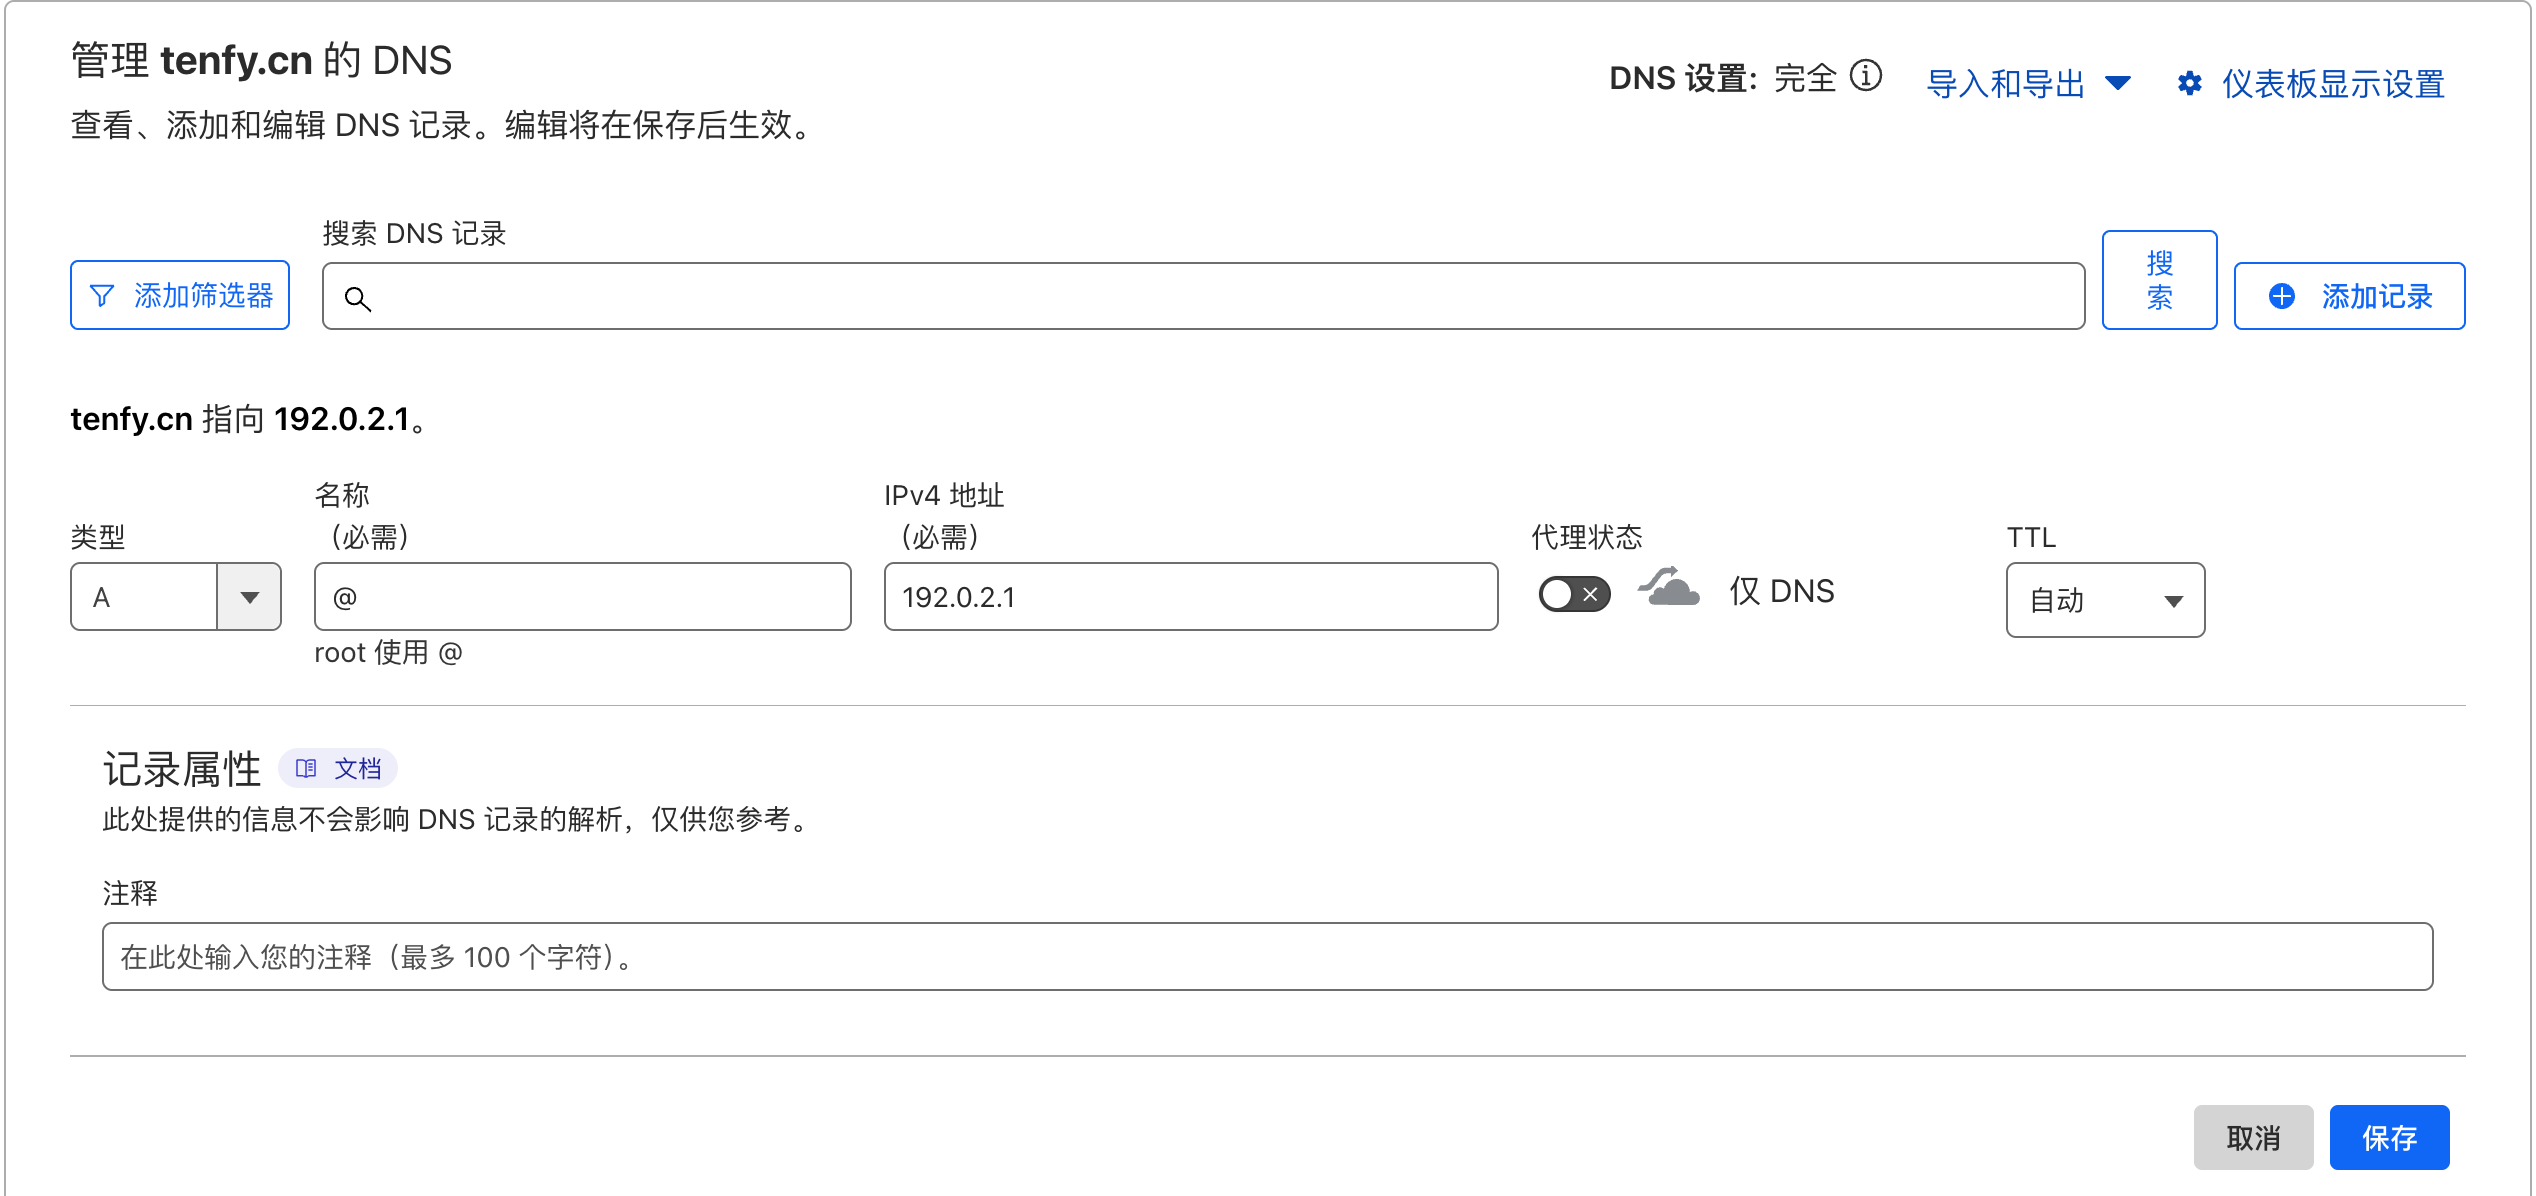 管理 tenfy.cn 的 DNS
DNS 设置: 完全
导入和导出
仪表板显示设置
查看、添加和编辑 DNS 记录。编辑将在保存后生效。
搜索 DNS 记录
添加筛选器
搜
索
添加记录
tenfy.cn 指向 192.0.2.1。
类型
名称
（必需）
IPv4 地址
（必需）
代理状态
TTL
A
@
192.0.2.1
仅 DNS
自动
root 使用 @
记录属性 文档
此处提供的信息不会影响 DNS 记录的解析，仅供您参考。
注释
在此处输入您的注释（最多 100 个字符）。
取消
保存